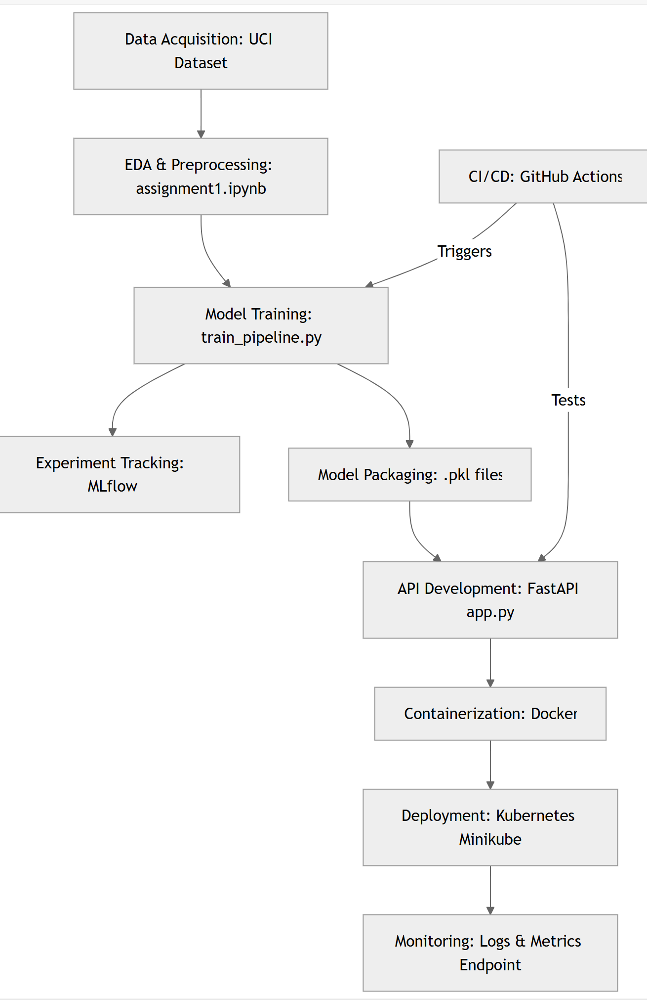 Data Acquisition: UCI
Dataset
EDA & Preprocessing:
assignment1.ipynb
CI/CD: GitHub Actions
Triggers
Model Training:
train_pipeline.py
Tests
Experiment Tracking:
MLflow
Model Packaging: .pkl files
API Development: FastAPI
app.py
Containerization: Docker
Deployment: Kubernetes
Minikube
Monitoring: Logs & Metrics
Endpoint